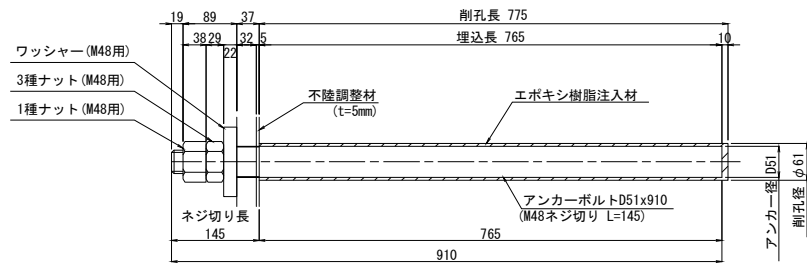 19 89 37 削孔長 775
38 29 22 32 5 埋込長 765 10
ワッシャー(M48用)
3種ナット(M48用)
1種ナット(M48用)
不陸調整材
(t=5mm)
エポキシ樹脂注入材
アンカーボルトD51x910
(M48ネジ切り L=145)
アンカー径 D51
削孔径 φ61
ネジ切り長
145 765
910